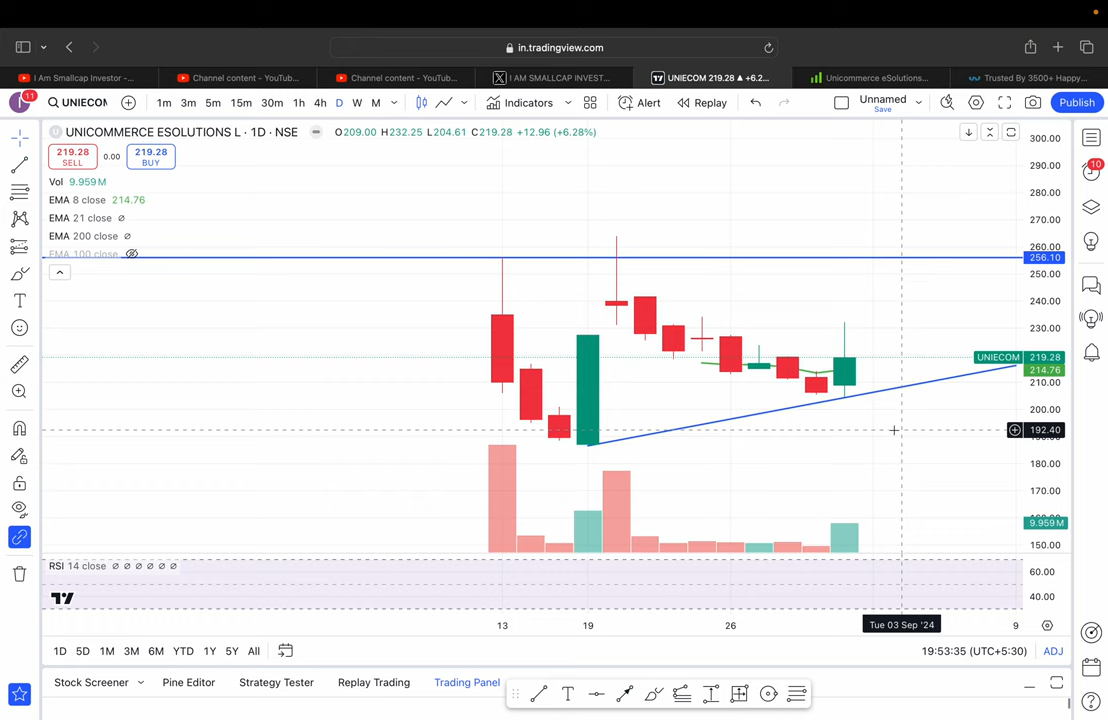 in.tradingview.com
I Am Smallcap Investor -...
Channel content - YouTub...
Channel content - YouTub...
I AM SMALLCAP INVEST...
UNIECOM 219.28 ▲ +6.2...
Unicommerce eSolutions...
Trusted By 3500+ Happy...
11
UNIECOM
1m 3m 5m 15m 30m 1h 4h D W M
Indicators
Alert
Replay
Unnamed
Save
Publish
UNICOMMERCE ESOLUTIONS L · 1D · NSE
O209.00 H232.25 L204.61 C219.28 +12.96 (+6.28%)
219.28
SELL
0.00
219.28
BUY
Vol 9.959M
EMA 8 close 214.76
EMA 21 close ∅
EMA 200 close ∅
EMA 100 close
300.00
290.00
280.00
270.00
260.00
256.10
250.00
240.00
230.00
UNIECOM 219.28
214.76
210.00
200.00
192.40
180.00
170.00
9.959M
150.00
10
RSI 14 close ∅ ∅ ∅ ∅ ∅ ∅
60.00
40.00
13 19 26 Tue 03 Sep '24 9
1D 5D 1M 3M 6M YTD 1Y 5Y All
19:53:35 (UTC+5:30)
ADJ
Stock Screener
Pine Editor
Strategy Tester
Replay Trading
Trading Panel